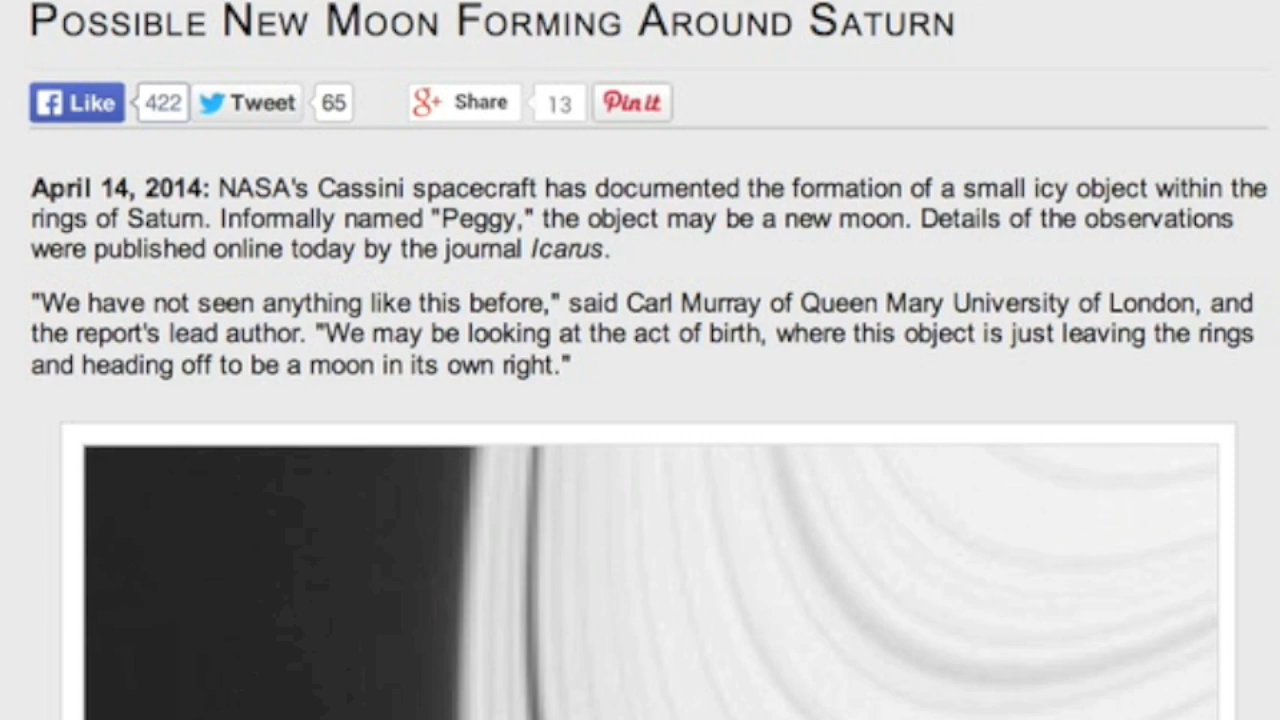 POSSIBLE NEW MOON FORMING AROUND SATURN
Like 422 Tweet 65 Share 13 Pin it
April 14, 2014: NASA's Cassini spacecraft has documented the formation of a small icy object within the
rings of Saturn. Informally named "Peggy," the object may be a new moon. Details of the observations
were published online today by the journal Icarus.
"We have not seen anything like this before," said Carl Murray of Queen Mary University of London, and
the report's lead author. "We may be looking at the act of birth, where this object is just leaving the rings
and heading off to be a moon in its own right."